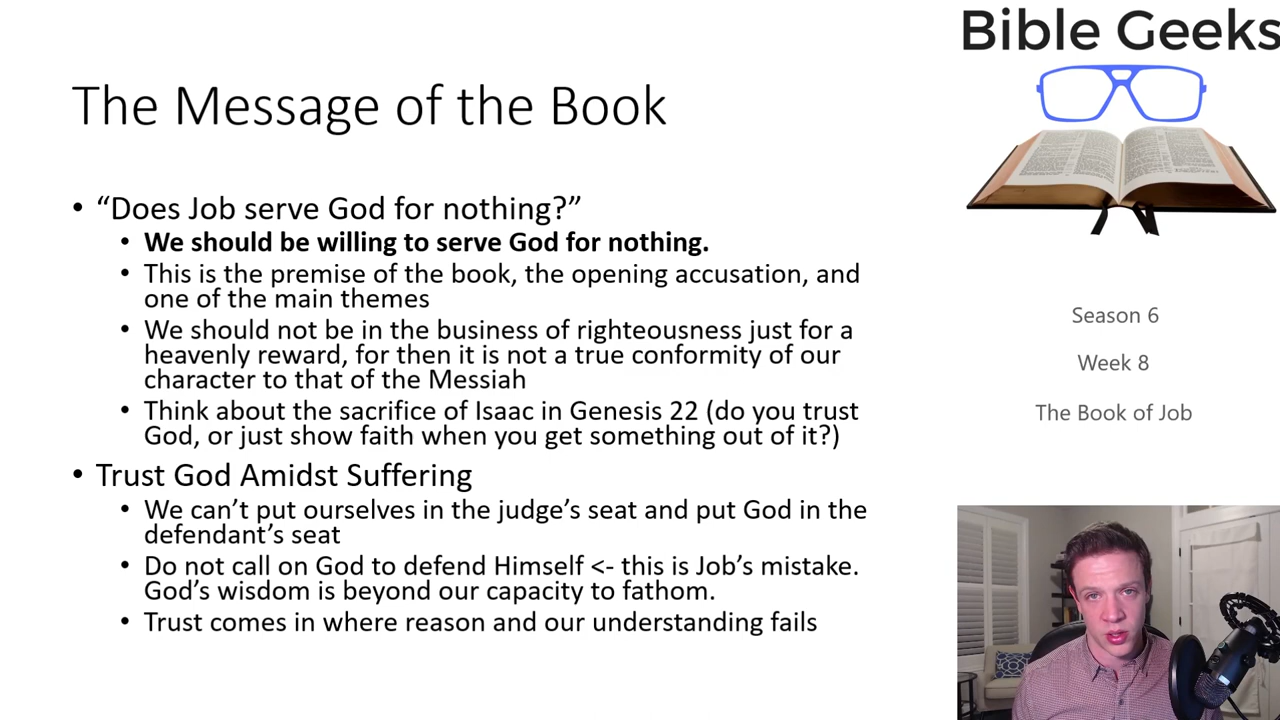 Bible Geeks
The Message of the Book
• “Does Job serve God for nothing?”
• We should be willing to serve God for nothing.
• This is the premise of the book, the opening accusation, and
one of the main themes
• We should not be in the business of righteousness just for a
heavenly reward, for then it is not a true conformity of our
character to that of the Messiah
• Think about the sacrifice of Isaac in Genesis 22 (do you trust
God, or just show faith when you get something out of it?)
• Trust God Amidst Suffering
• We can’t put ourselves in the judge’s seat and put God in the
defendant’s seat
• Do not call on God to defend Himself <- this is Job’s mistake.
God’s wisdom is beyond our capacity to fathom.
• Trust comes in where reason and our understanding fails
Season 6
Week 8
The Book of Job